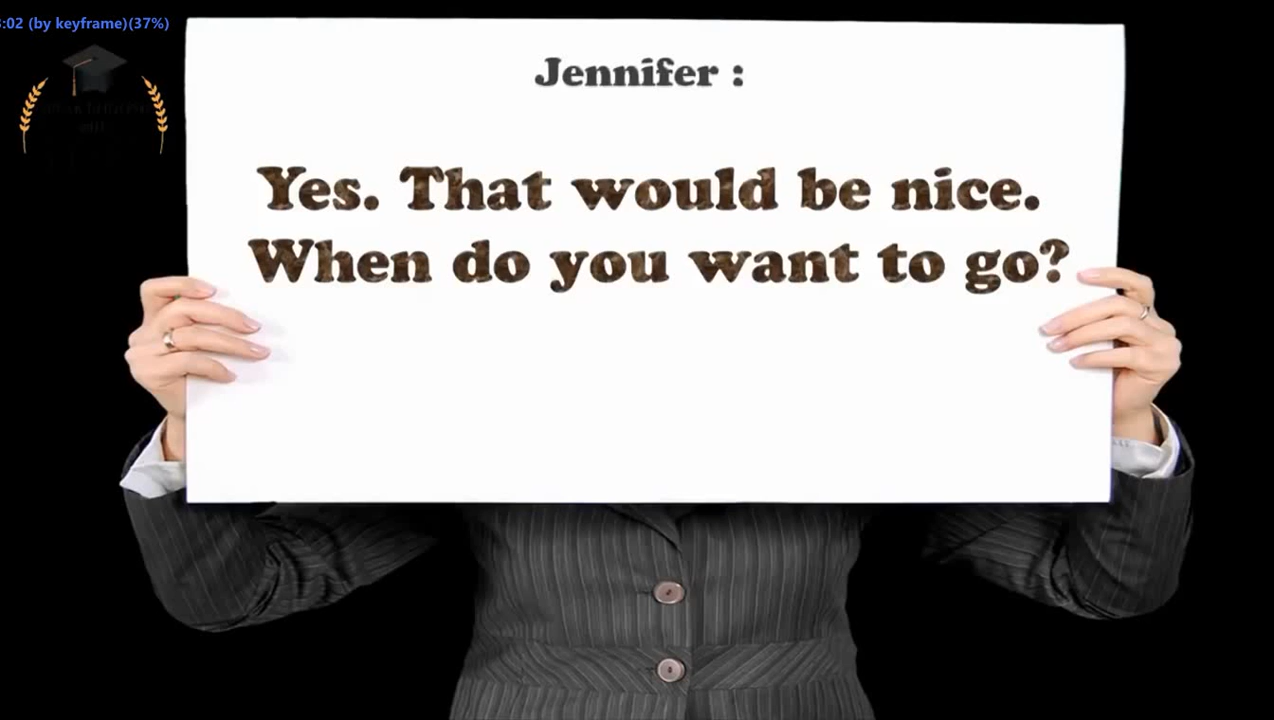 :02 (by keyframe)(37%)
Jennifer :
Yes. That would be nice.
When do you want to go?